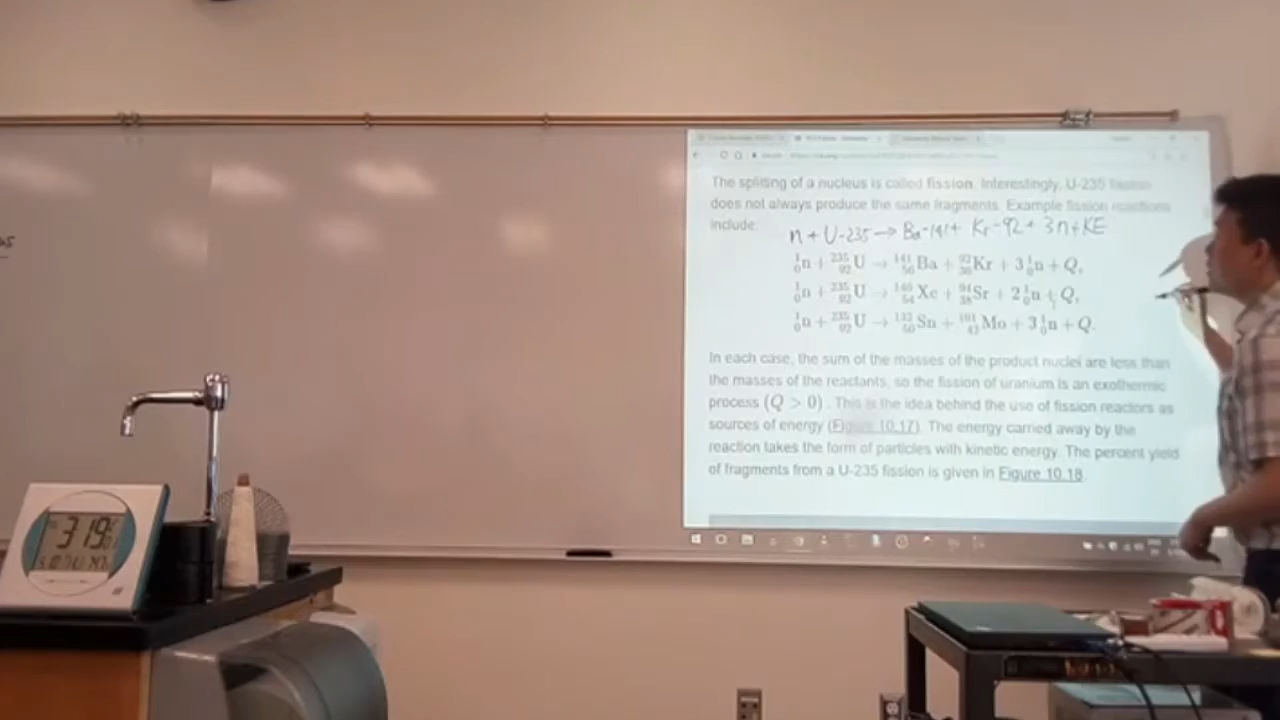 The splitting of a nucleus is called fission. Interestingly, U-235 fission
does not always produce the same fragments. Example fission reactions
include:
n + U-235 → Ba-141 + Kr-92 + 3n + KE
¹₀n + ²³⁵₉₂U → ¹⁴¹₅₆Ba + ⁹²₃₆Kr + 3¹₀n + Q,
¹₀n + ²³⁵₉₂U → ¹⁴⁰₅₄Xe + ⁹⁴₃₈Sr + 2¹₀n + Q,
¹₀n + ²³⁵₉₂U → ¹³²₅₀Sn + ¹⁰¹₄₂Mo + 3¹₀n + Q.
In each case, the sum of the masses of the product nuclei are less than
the masses of the reactants, so the fission of uranium is an exothermic
process (Q > 0). This is the idea behind the use of fission reactors as
sources of energy (Figure 10.17). The energy carried away by the
reaction takes the form of particles with kinetic energy. The percent yield
of fragments from a U-235 fission is given in Figure 10.18.
3:19